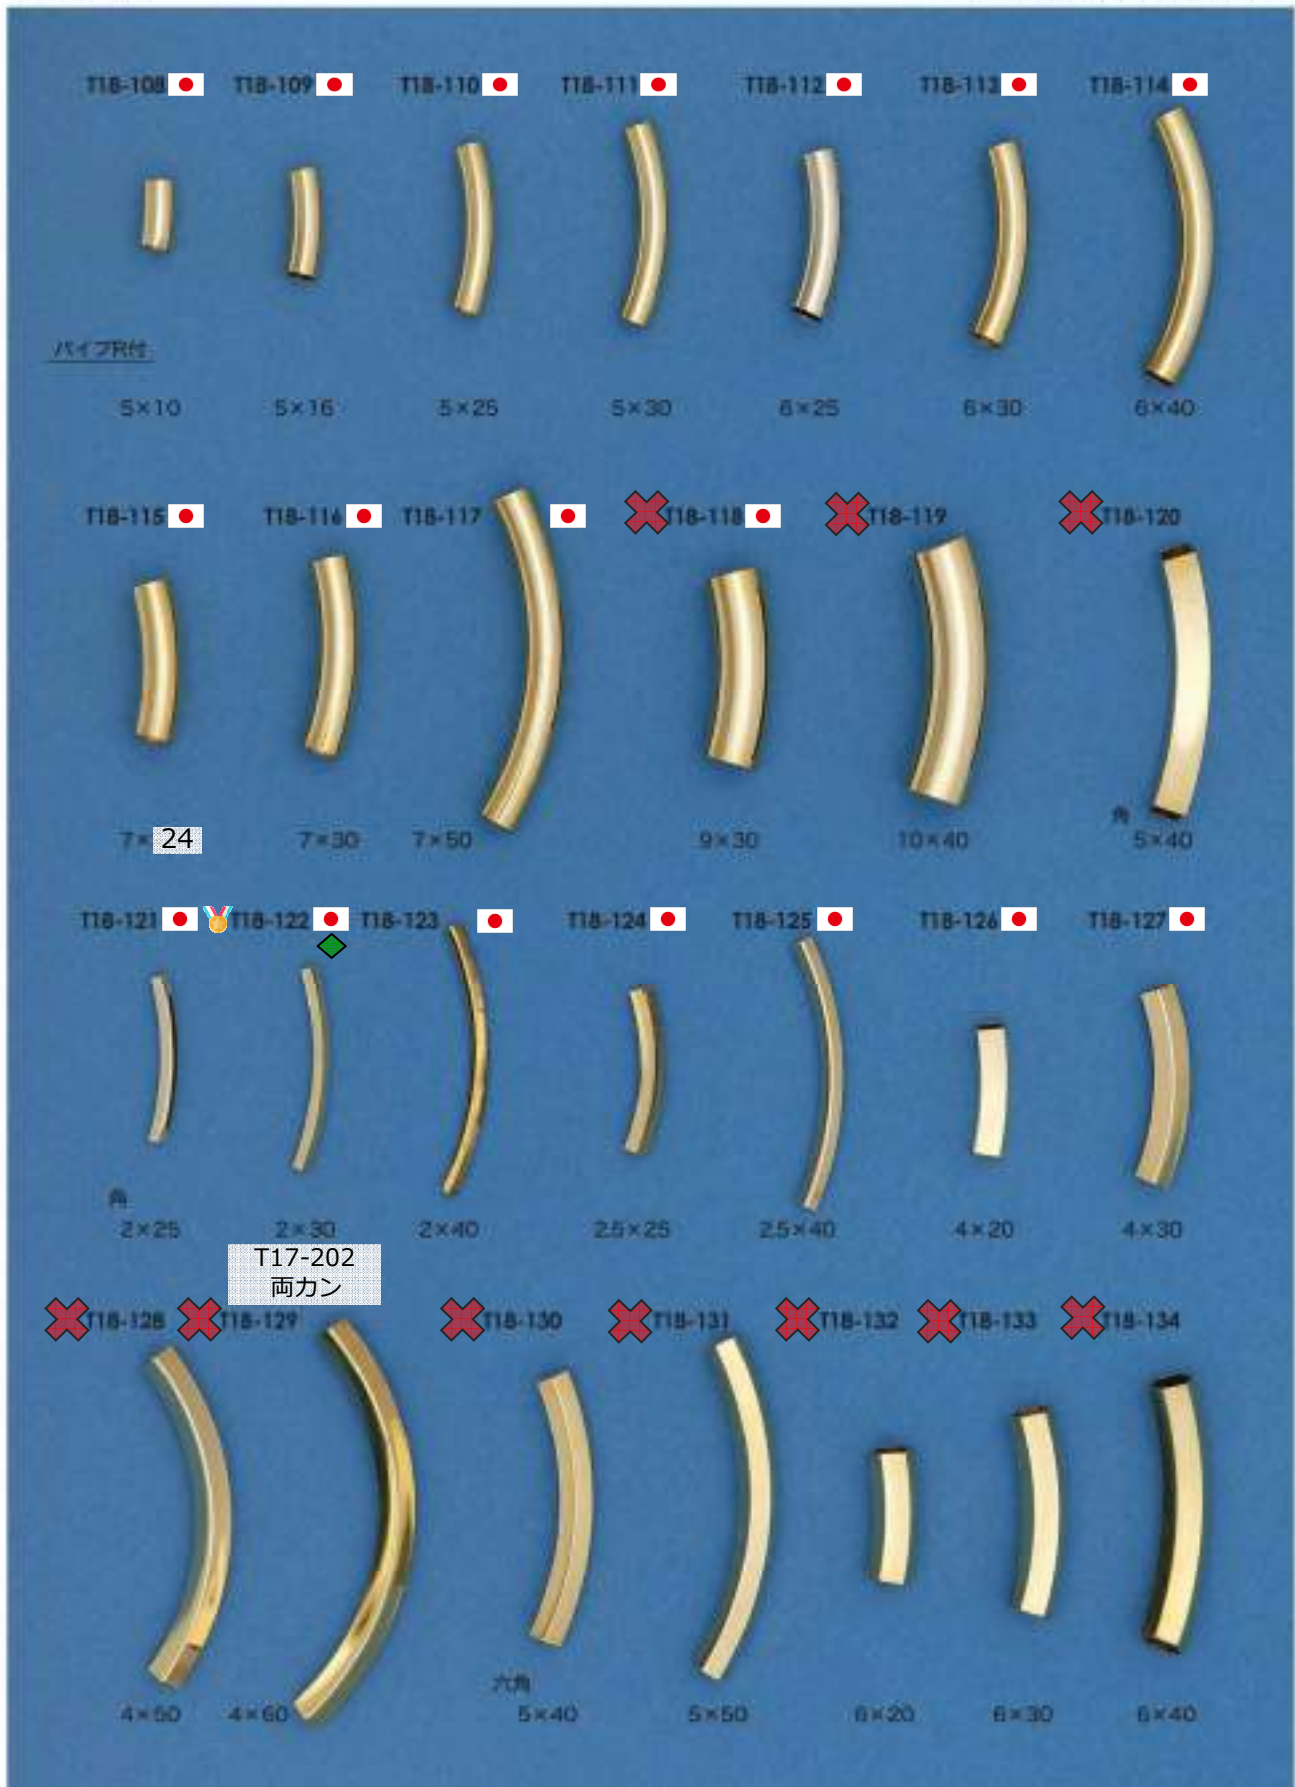 T18-108 T18-109 T18-110 T18-111 T18-112 T18-113 T18-114
パイプR付
5×10 5×16 5×25 5×30 6×25 6×30 6×40
T18-115 T18-116 T18-117 T18-118 T18-119 T18-120
角
7×24 7×30 7×50 9×30 10×40 5×40
T18-121 T18-122 T18-123 T18-124 T18-125 T18-126 T18-127
角
2×25 2×30 2×40 2.5×25 2.5×40 4×20 4×30
T17-202
両カン
T18-128 T18-129 T18-130 T18-131 T18-132 T18-133 T18-134
六角
4×50 4×60 5×40 5×50 6×20 6×30 6×40